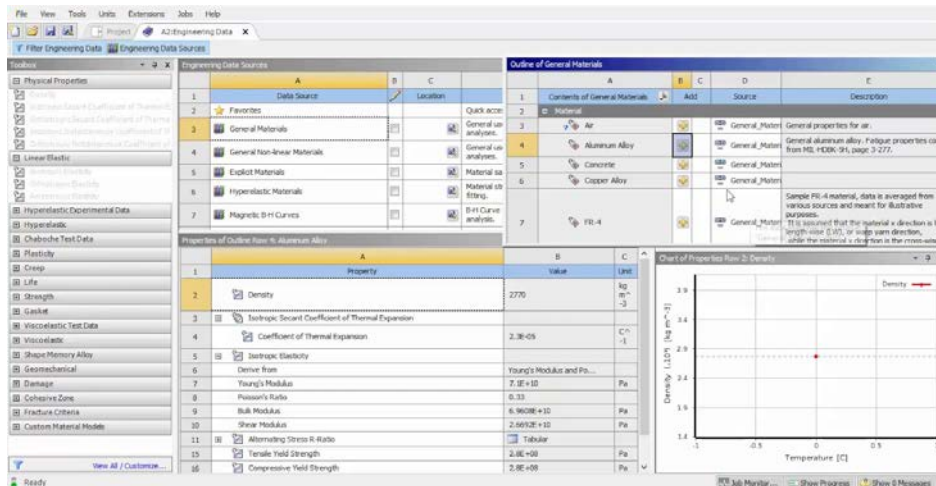 File View Tools Units Extensions Jobs Help
Project A2:Engineering Data X
Filter Engineering Data Engineering Data Sources
Toolbox
Physical Properties
Linear Elastic
Hyperelastic Experimental Data
Hyperelastic
Chaboche Test Data
Plasticity
Creep
Life
Strength
Gasket
Viscoelastic Test Data
Viscoelastic
Shape Memory Alloy
Geomechanical
Damage
Cohesive Zone
Fracture Criteria
Custom Material Models
View All / Customize...
Engineering Data Sources
A B C
1 Data Source Location
2 Favorites Quick acce
3 General Materials General us
analyses.
4 General Non-linear Materials General us
analyses.
5 Explicit Materials Material sa
6 Hyperelastic Materials Material str
fitting.
7 Magnetic B-H Curves B-H Curve
analysis.
Outline of General Materials
A B C D E
1 Contents of General Materials Add Source Description
2 Material
3 Air General_Materi General properties for air.
4 Aluminum Alloy General_Materi General aluminum alloy. Fatigue properties co
from MIL-HDBK-5H, page 3-277.
5 Concrete General_Materi
6 Copper Alloy General_Materi
7 FR-4 General_Materi Sample FR-4 material, data is averaged from
various sources and meant for illustrative
purposes.
It is assumed that the material x direction is
length-wise (LW), or warp yarn direction,
while the material y direction is the cross-wise
Properties of Outline Row 4: Aluminum Alloy
A B C
1 Property Value Unit
2 Density 2770 kg
m^
-3
3 Isotropic Secant Coefficient of Thermal Expansion
4 Coefficient of Thermal Expansion 2.3E-05 C^
-1
5 Isotropic Elasticity
6 Derive from Young's Modulus and Po...
7 Young's Modulus 7.1E+10 Pa
8 Poisson's Ratio 0.33
9 Bulk Modulus 6.9608E+10 Pa
10 Shear Modulus 2.6692E+10 Pa
11 Alternating Stress R-Ratio Tabular
15 Tensile Yield Strength 2.8E+08 Pa
16 Compressive Yield Strength 2.8E+08 Pa
Chart of Properties Row 2: Density
Density
3.9
3.4
2.9
2.4
1.9
1.4
-1 -0.5 0 0.5
Temperature [C]
Ready
Job Monitor... Show Progress Show 0 Messages